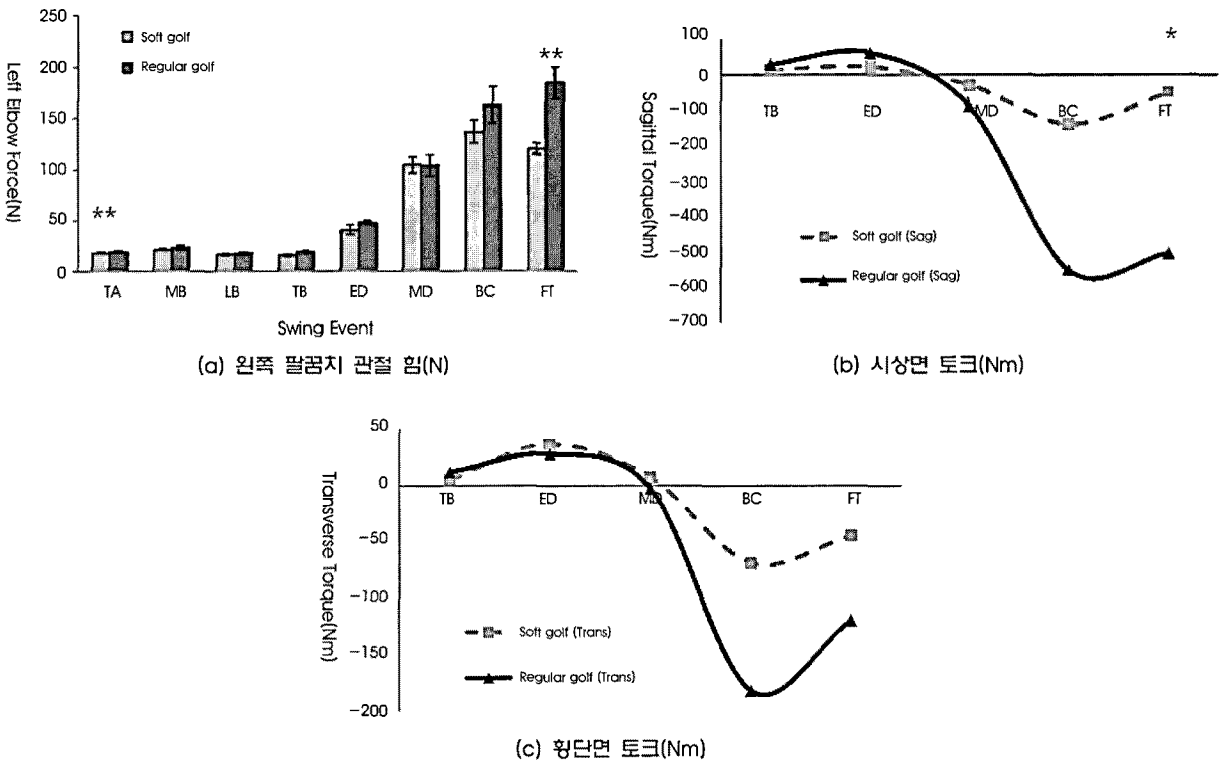 Soft golf
Regular golf
**
**
Left Elbow Force(N)
250
200
150
100
50
0
TA MB LB TB ED MD BC FT
Swing Event
(a) 왼쪽 팔꿈치 관절 힘(N)
*
Sagittal Torque(Nm)
100
0
-100
-200
-300
-400
-500
-600
-700
TB ED MD BC FT
Soft golf (Sag)
Regular golf (Sag)
(b) 시상면 토크(Nm)
Transverse Torque(Nm)
50
0
-50
-100
-150
-200
TB ED MD BC FT
Soft golf (Trans)
Regular golf (Trans)
(c) 횡단면 토크(Nm)